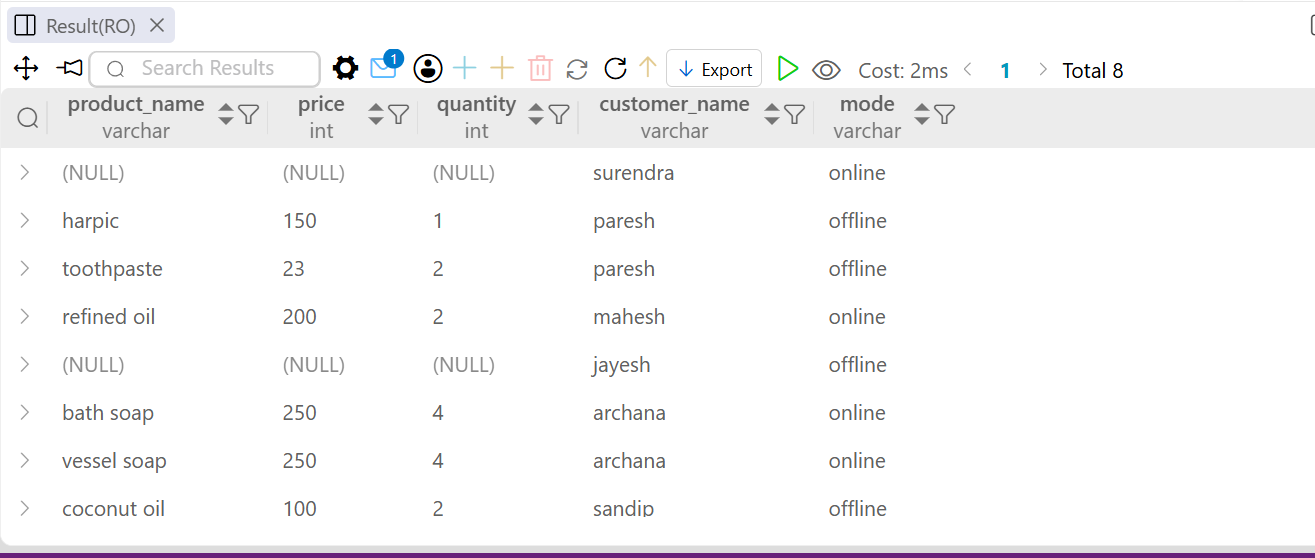 Result(RO)
Search Results 1 Export Cost: 2ms 1 Total 8
product_name price quantity customer_name mode
varchar int int varchar varchar
(NULL) (NULL) (NULL) surendra online
harpic 150 1 paresh offline
toothpaste 23 2 paresh offline
refined oil 200 2 mahesh online
(NULL) (NULL) (NULL) jayesh offline
bath soap 250 4 archana online
vessel soap 250 4 archana online
coconut oil 100 2 sandip offline